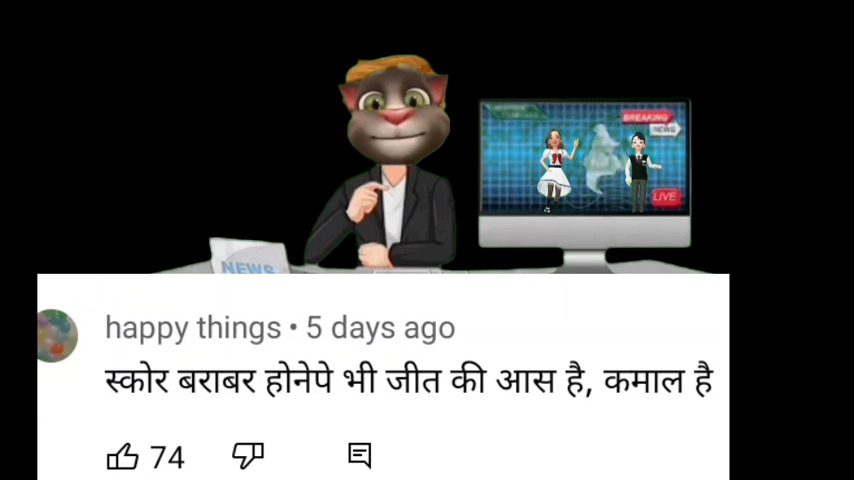 BREAKING
NEWS
LIVE
NEWS
happy things • 5 days ago
स्कोर बराबर होनेपे भी जीत की आस है, कमाल है
74